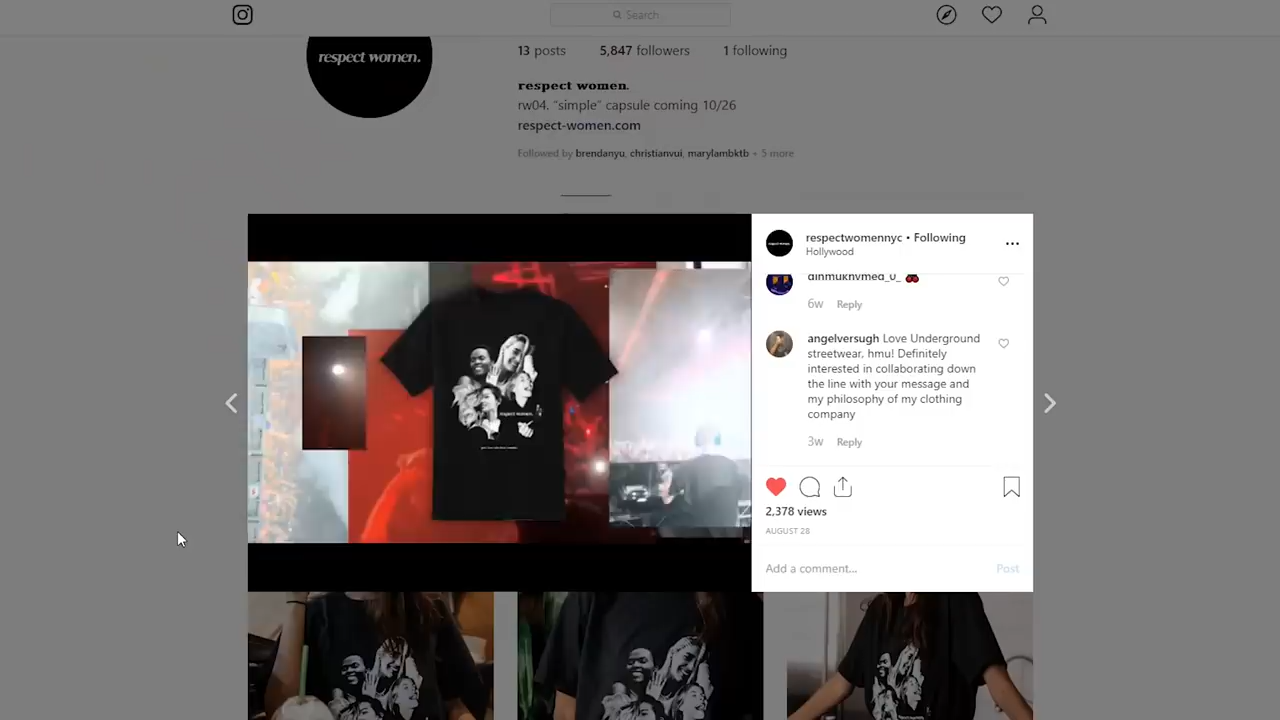 Search
respect women.
13 posts 5,847 followers 1 following
respect women.
rw04. "simple" capsule coming 10/26
respect-women.com
Followed by brendanyu, christianvui, marylambktb + 5 more
respectwomennyc • Following
Hollywood
dinmukhvmed_0_
6w Reply
angelversugh Love Underground
streetwear, hmu! Definitely
interested in collaborating down
the line with your message and
my philosophy of my clothing
company
3w Reply
respect women.
2,378 views
AUGUST 28
Add a comment... Post